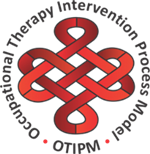 Occupational Therapy Intervention Process Model
• OTIPM •